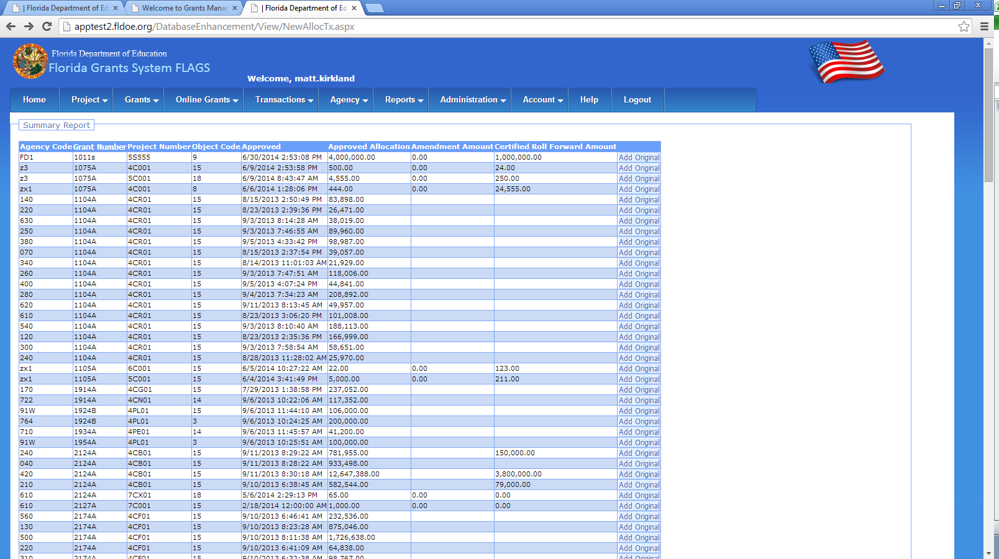 | Florida Department of Ed
Welcome to Grants Mana
| Florida Department of Ed
apptest2.fldoe.org/DatabaseEnhancement/View/NewAllocTx.aspx
Florida Department of Education
Florida Grants System FLAGS
Welcome, matt.kirkland
Home Project Grants Online Grants Transactions Agency Reports Administration Account Help Logout
Summary Report
Agency Code Grant Number Project Number Object Code Approved Approved Allocation Amendment Amount Certified Roll Forward Amount
FD1 1011s 5S555 9 6/30/2014 2:53:08 PM 4,000,000.00 0.00 1,000,000.00 Add Original
z3 1075A 4C001 15 6/9/2014 2:53:58 PM 500.00 0.00 24.00 Add Original
z3 1075A 5C001 18 6/9/2014 8:43:47 AM 4,555.00 0.00 250.00 Add Original
zx1 1075A 4C001 8 6/6/2014 1:28:06 PM 444.00 0.00 24,555.00 Add Original
140 1104A 4CR01 15 8/15/2013 2:50:49 PM 83,898.00 Add Original
220 1104A 4CR01 15 8/23/2013 2:39:36 PM 26,471.00 Add Original
630 1104A 4CR01 15 9/3/2013 8:14:28 AM 38,019.00 Add Original
250 1104A 4CR01 15 9/3/2013 7:46:55 AM 89,960.00 Add Original
380 1104A 4CR01 15 9/5/2013 4:33:42 PM 98,987.00 Add Original
070 1104A 4CR01 15 8/15/2013 2:37:54 PM 39,057.00 Add Original
340 1104A 4CR01 15 8/14/2013 11:01:03 AM 21,929.00 Add Original
260 1104A 4CR01 15 9/3/2013 7:47:51 AM 118,006.00 Add Original
400 1104A 4CR01 15 9/5/2013 4:07:24 PM 44,841.00 Add Original
280 1104A 4CR01 15 9/4/2013 7:34:23 AM 208,892.00 Add Original
620 1104A 4CR01 15 9/11/2013 8:13:45 AM 49,957.00 Add Original
610 1104A 4CR01 15 8/23/2013 3:06:20 PM 101,008.00 Add Original
540 1104A 4CR01 15 9/3/2013 8:10:40 AM 188,113.00 Add Original
120 1104A 4CR01 15 8/23/2013 2:35:36 PM 166,999.00 Add Original
300 1104A 4CR01 15 9/3/2013 7:58:54 AM 58,651.00 Add Original
240 1104A 4CR01 15 8/28/2013 11:28:02 AM 25,970.00 Add Original
zx1 1105A 6C001 15 6/5/2014 10:27:22 AM 22.00 0.00 123.00 Add Original
zx1 1105A 5C001 15 6/4/2014 3:41:49 PM 5,000.00 0.00 211.00 Add Original
170 1914A 4CG01 15 7/29/2013 1:38:58 PM 237,052.00 Add Original
722 1914A 4CN01 14 9/6/2013 10:22:06 AM 117,352.00 Add Original
91W 1924B 4PL01 15 9/6/2013 11:44:10 AM 106,000.00 Add Original
764 1924B 4PL01 3 9/6/2013 10:24:25 AM 200,000.00 Add Original
710 1934A 4PE01 14 9/6/2013 11:45:57 AM 41,200.00 Add Original
91W 1954A 4PL01 3 9/6/2013 10:25:51 AM 100,000.00 Add Original
240 2124A 4CB01 15 9/11/2013 8:29:22 AM 781,955.00 150,000.00 Add Original
040 2124A 4CB01 15 9/11/2013 8:28:22 AM 933,498.00 Add Original
420 2124A 4CB01 15 9/11/2013 8:30:18 AM 12,647,388.00 3,800,000.00 Add Original
210 2124A 4CB01 15 9/10/2013 6:38:45 AM 582,544.00 79,000.00 Add Original
610 2124A 7CX01 18 5/6/2014 2:29:13 PM 65.00 0.00 0.00 Add Original
610 2127A 7C001 15 2/18/2014 12:00:00 AM 1,000.00 0.00 0.00 Add Original
560 2174A 4CF01 15 9/10/2013 6:46:41 AM 232,536.00 Add Original
130 2174A 4CF01 15 9/10/2013 8:23:28 AM 875,046.00 Add Original
500 2174A 4CF01 15 9/10/2013 8:11:38 AM 1,726,638.00 Add Original
220 2174A 4CF01 15 9/10/2013 6:41:09 AM 64,838.00 Add Original
310 2174A 4CF01 15 9/10/2013 6:32:38 AM 98,767.00 Add Original